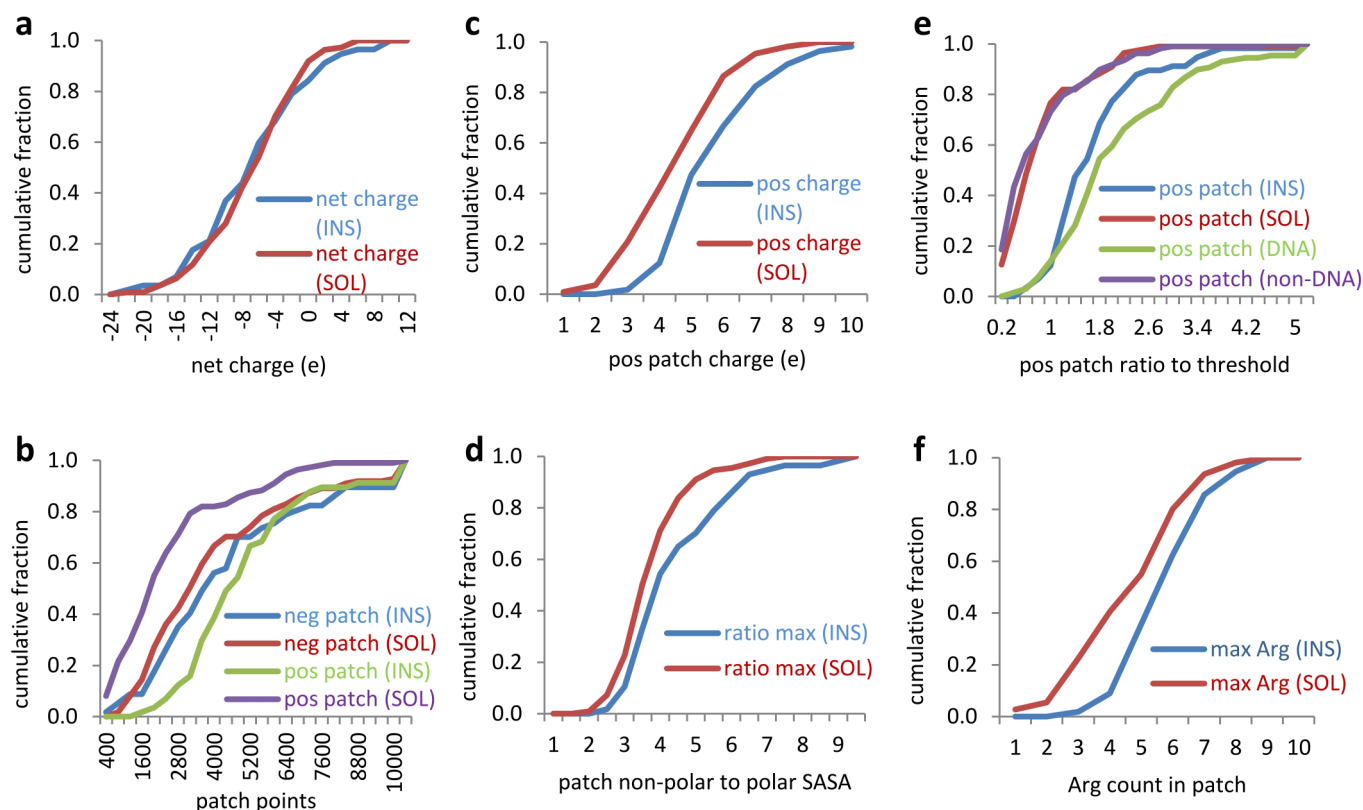 a
1.0
0.8
0.6
0.4
0.2
0.0
cumulative fraction
net charge
(INS)
net charge
(SOL)
-24
-20
-16
-12
-8
-4
0
4
8
12
net charge (e)
c
1.0
0.8
0.6
0.4
0.2
0.0
cumulative fraction
pos charge
(INS)
pos charge
(SOL)
1 2 3 4 5 6 7 8 9 10
pos patch charge (e)
e
1.0
0.8
0.6
0.4
0.2
0.0
cumulative fraction
pos patch (INS)
pos patch (SOL)
pos patch (DNA)
pos patch (non-DNA)
0.2 1 1.8 2.6 3.4 4.2 5
pos patch ratio to threshold
b
1.0
0.8
0.6
0.4
0.2
0.0
cumulative fraction
neg patch (INS)
neg patch (SOL)
pos patch (INS)
pos patch (SOL)
400
1600
2800
4000
5200
6400
7600
8800
10000
patch points
d
1.0
0.8
0.6
0.4
0.2
0.0
cumulative fraction
ratio max (INS)
ratio max (SOL)
1 2 3 4 5 6 7 8 9
patch non-polar to polar SASA
f
1.0
0.8
0.6
0.4
0.2
0.0
cumulative fraction
max Arg (INS)
max Arg (SOL)
1 2 3 4 5 6 7 8 9 10
Arg count in patch